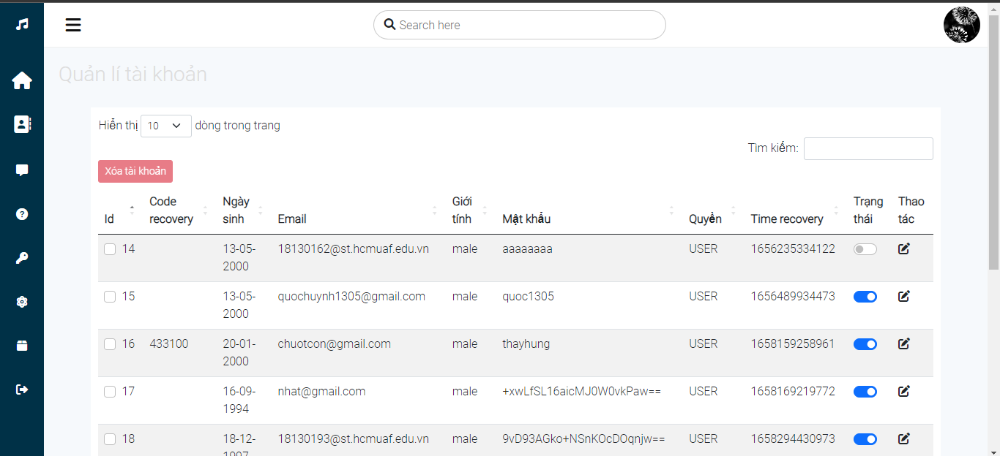 Search here
Quản lí tài khoản
Hiển thị 10 dòng trong trang
Tìm kiếm:
Xóa tài khoản
Id Code recovery Ngày sinh Email Giới tính Mật khẩu Quyền Time recovery Trạng thái Thao tác
14 13-05-2000 18130162@st.hcmuaf.edu.vn male aaaaaaaa USER 1656235334122
15 13-05-2000 quochuynh1305@gmail.com male quoc1305 USER 1656489934473
16 433100 20-01-2000 chuotcon@gmail.com male thayhung USER 1658159258961
17 16-09-1994 nhat@gmail.com male +xwLfSL16aicMJ0W0vkPaw== USER 1658169219772
18 18-12-1997 18130193@st.hcmuaf.edu.vn male 9vD93AGko+NSnKOcDOqnjw== USER 1658294430973